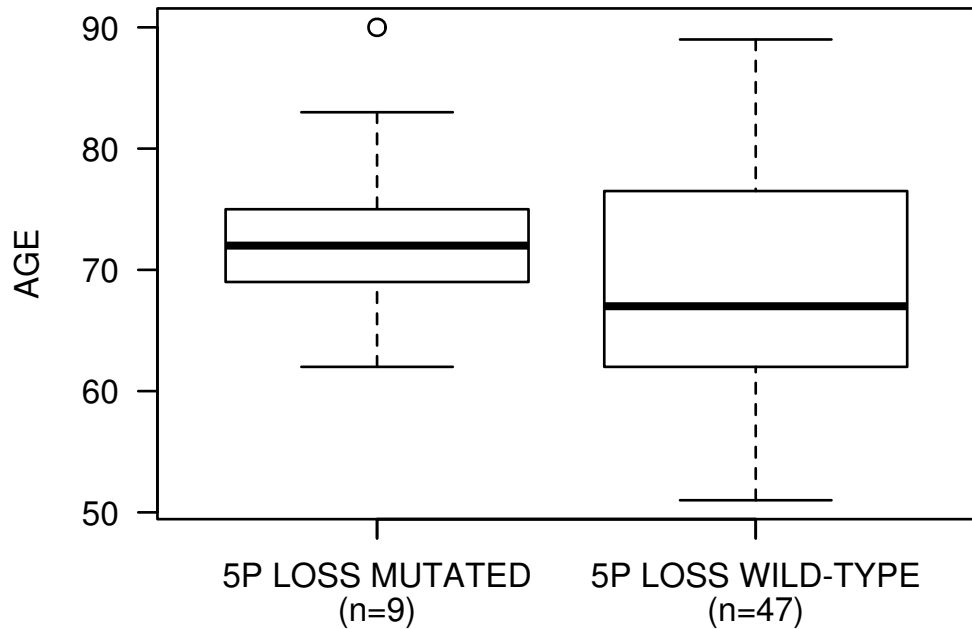 90
80
70
60
50
AGE
5P LOSS MUTATED
(n=9)
5P LOSS WILD-TYPE
(n=47)